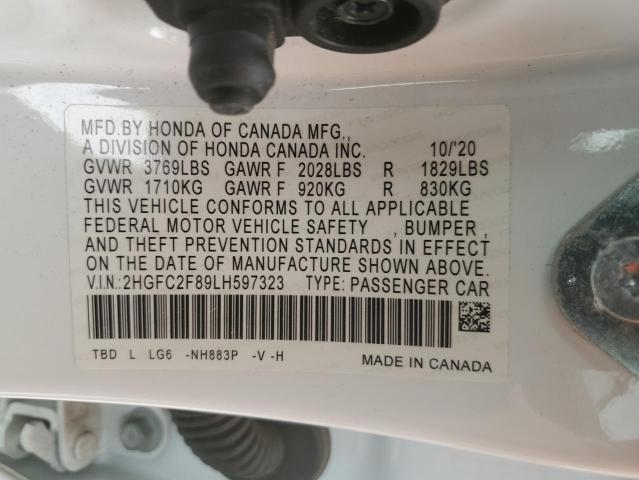 MFD.BY HONDA OF CANADA MFG.,
A DIVISION OF HONDA CANADA INC. 10/'20
GVWR 3769LBS GAWR F 2028LBS R 1829LBS
GVWR 1710KG GAWR F 920KG R 830KG
THIS VEHICLE CONFORMS TO ALL APPLICABLE
FEDERAL MOTOR VEHICLE SAFETY , BUMPER ,
AND THEFT PREVENTION STANDARDS IN EFFECT
ON THE DATE OF MANUFACTURE SHOWN ABOVE.
V.I.N.:2HGFC2F89LH597323 TYPE: PASSENGER CAR
TBD L LG6 -NH883P -V -H MADE IN CANADA